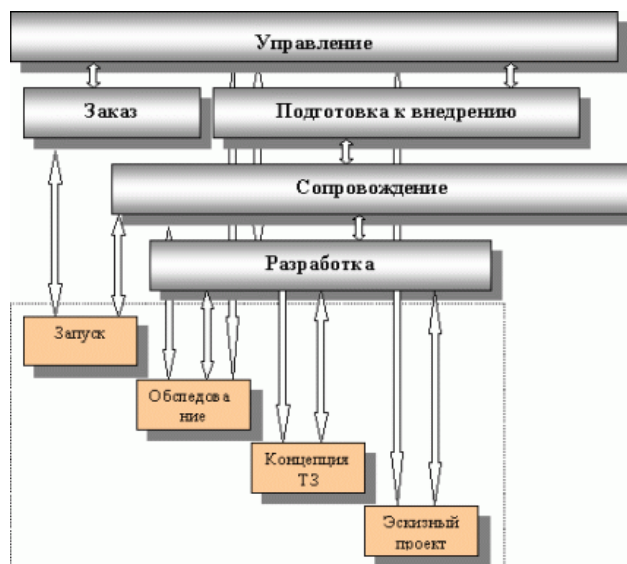 Управление
Заказ
Подготовка к внедрению
Сопровождение
Разработка
Запуск
Обследова
ние
Концепция
ТЗ
Эскизный
проект